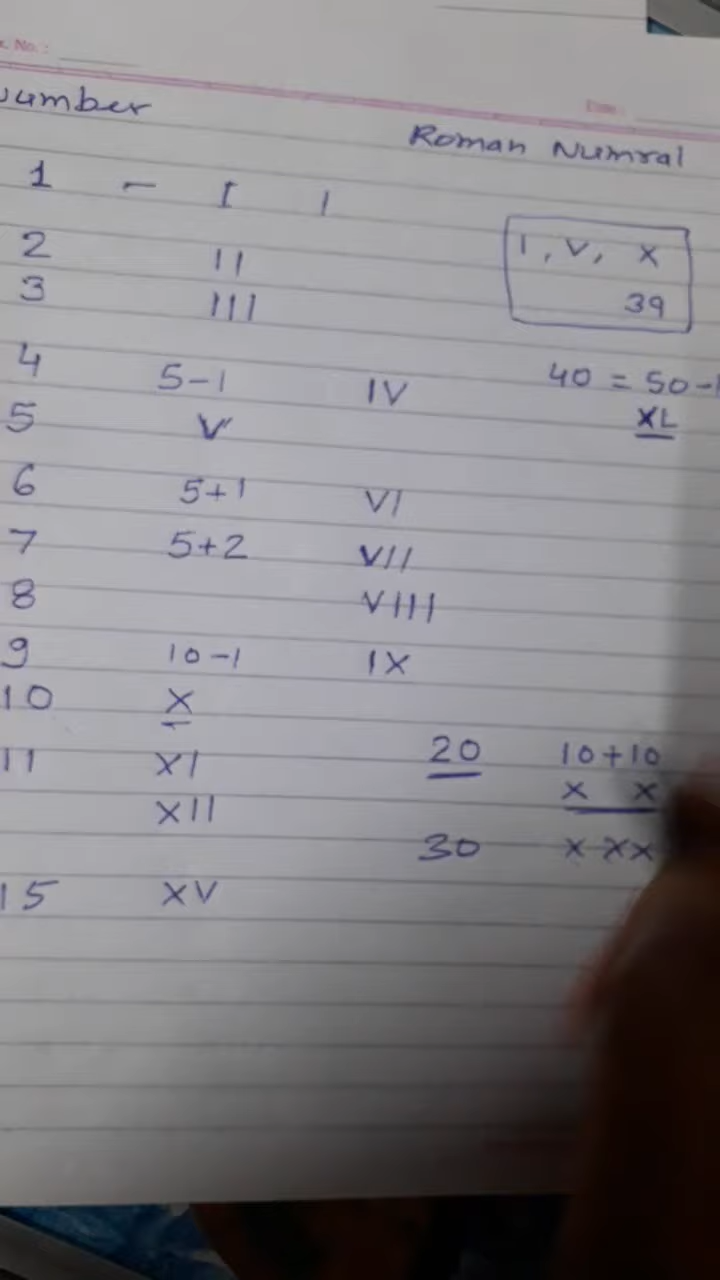 No. :
Number
Roman Numral
1 - I I
I, V, X
2 II
3 III
39
4 5-1 IV
40 = 50-1
XL
5 V
6 5+1 VI
7 5+2 VII
8 VIII
9 10-1 IX
10 X
20 10+10
11 XI
X X
XII
30 X X X
15 XV